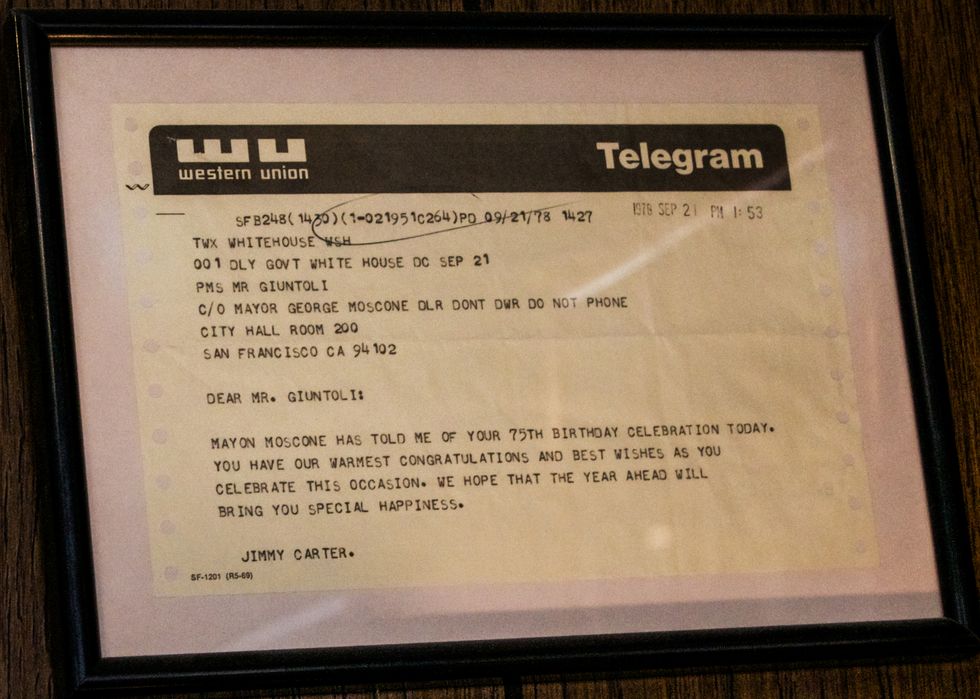 WU
western union
Telegram
SFB248(1430)(1-021951C264)PD 09/21/78 1427
1978 SEP 21 PM 1:53
TWX WHITEHOUSE WSH
001 DLY GOVT WHITE HOUSE DC SEP 21
PMS MR GIUNTOLI
C/O MAYOR GEORGE MOSCONE DLR DONT DWR DO NOT PHONE
CITY HALL ROOM 200
SAN FRANCISCO CA 94102
DEAR MR. GIUNTOLI:
MAYON MOSCONE HAS TOLD ME OF YOUR 75TH BIRTHDAY CELEBRATION TODAY.
YOU HAVE OUR WARMEST CONGRATULATIONS AND BEST WISHES AS YOU
CELEBRATE THIS OCCASION. WE HOPE THAT THE YEAR AHEAD WILL
BRING YOU SPECIAL HAPPINESS.
JIMMY CARTER.
SF-1201 (R5-69)